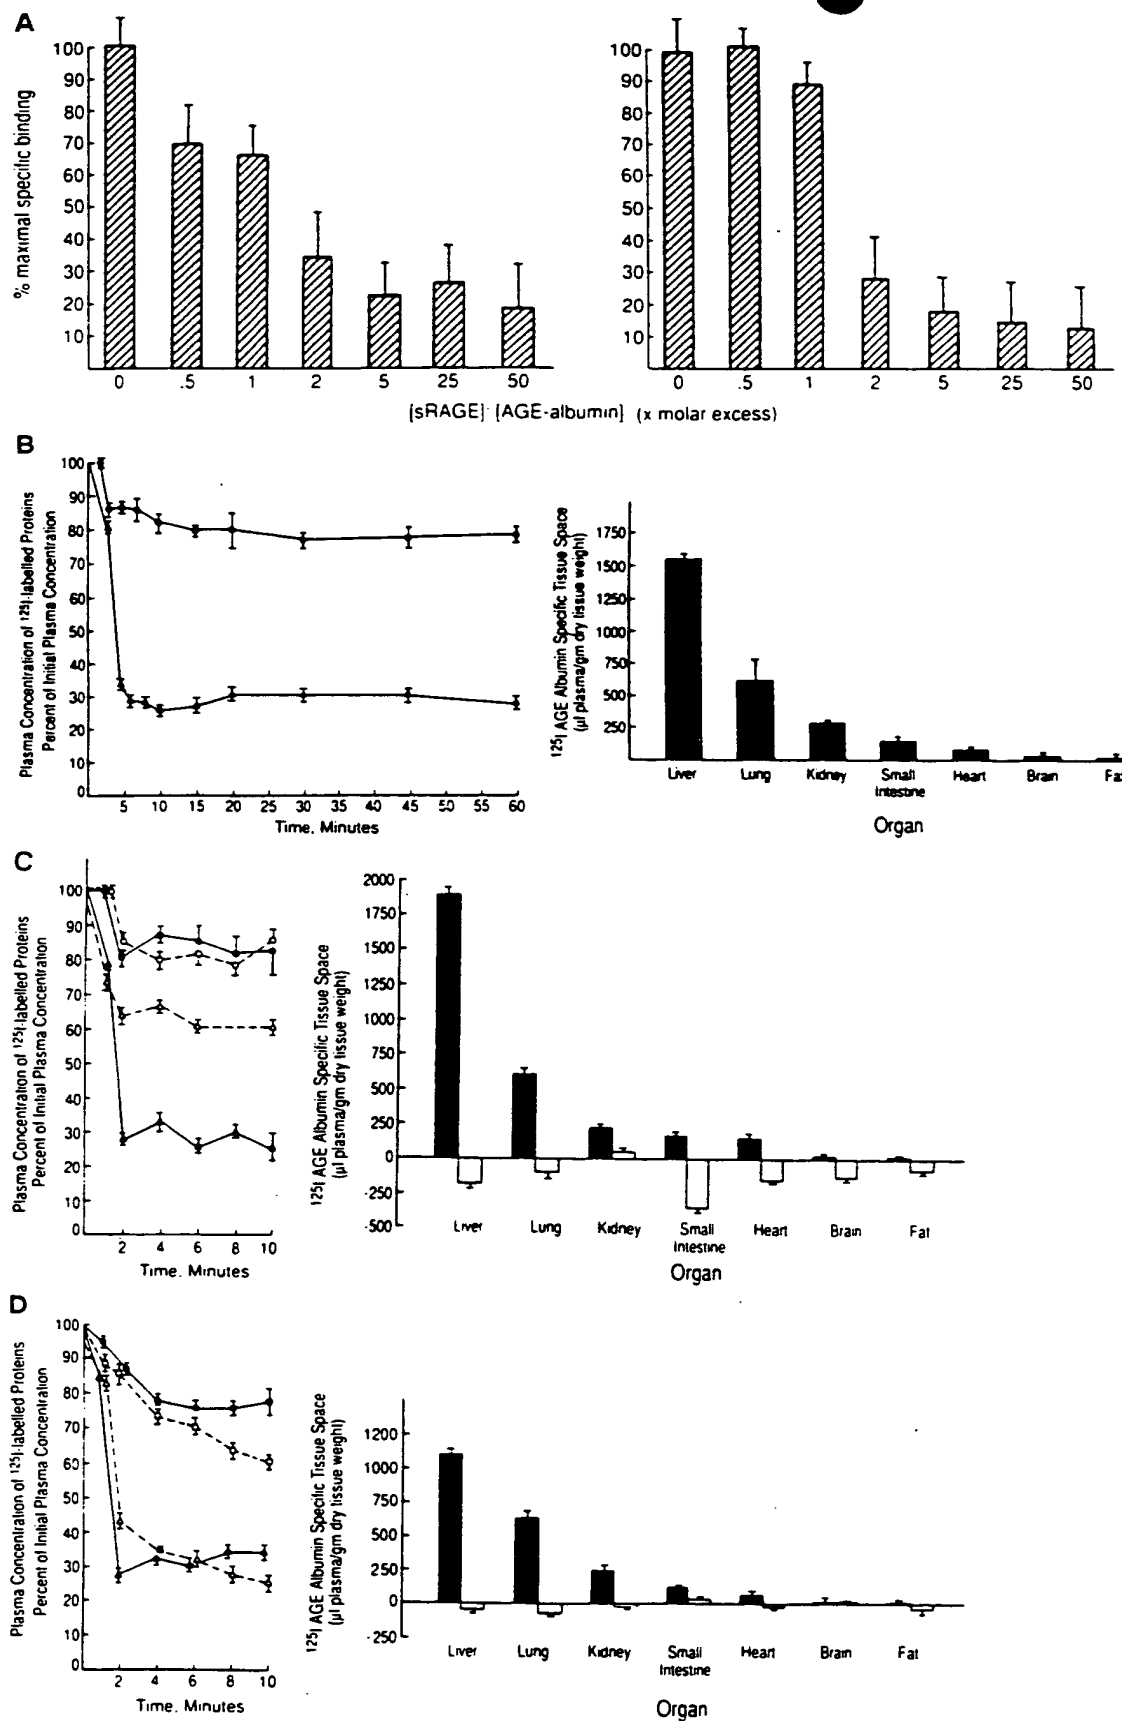 A
100
90
80
70
60
50
40
30
20
10
% maximal specific binding
0 .5 1 2 5 25 50
100
90
80
70
60
50
40
30
20
10
0 .5 1 2 5 25 50
[sRAGE]: [AGE-albumin] (x molar excess)
B
100
90
80
70
60
50
40
30
20
10
0
Plasma Concentration of 125I-labelled Proteins
Percent of Initial Plasma Concentration
5 10 15 20 25 30 35 40 45 50 55 60
Time, Minutes
1750
1500
1250
1000
750
500
250
125I AGE Albumin Specific Tissue Space
(µl plasma/gm dry tissue weight)
Liver Lung Kidney Small Heart Brain Fat
Intestine
Organ
C
100
90
80
70
60
50
40
30
20
10
0
Plasma Concentration of 125I-labelled Proteins
Percent of Initial Plasma Concentration
2 4 6 8 10
Time, Minutes
2000
1750
1500
1250
1000
750
500
250
0
-250
-500
125I AGE Albumin Specific Tissue Space
(µl plasma/gm dry tissue weight)
Liver Lung Kidney Small Heart Brain Fat
Intestine
Organ
D
100
90
80
70
60
50
40
30
20
10
0
Plasma Concentration of 125I-labelled Proteins
Percent of Initial Plasma Concentration
2 4 6 8 10
Time, Minutes
1200
1000
750
500
250
0
-250
125I AGE Albumin Specific Tissue Space
(µl plasma/gm dry tissue weight)
Liver Lung Kidney Small Heart Brain Fat
Intestine
Organ